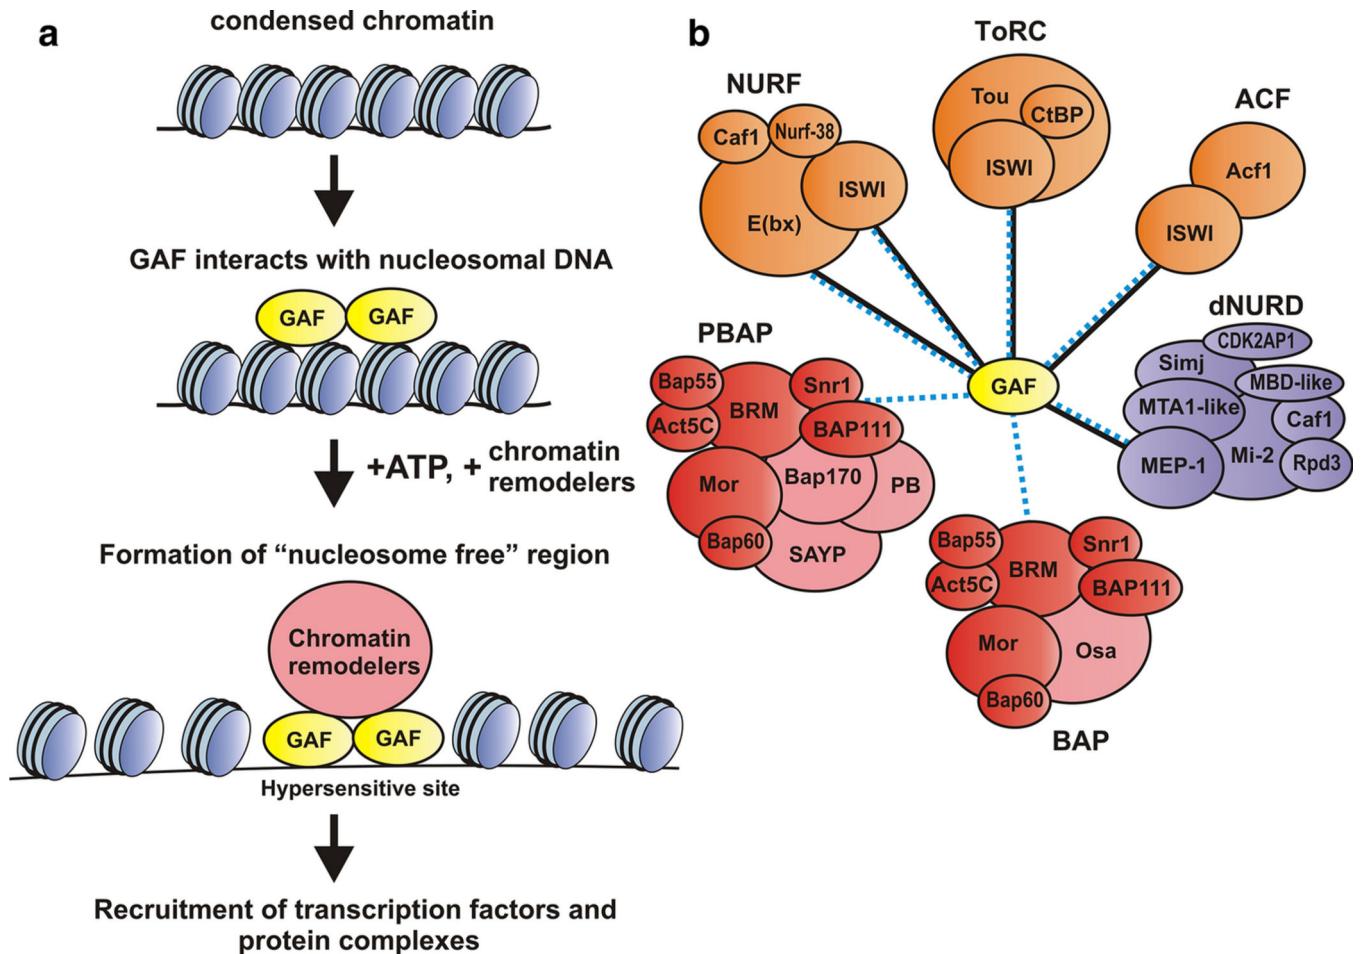 a
condensed chromatin
GAF interacts with nucleosomal DNA
GAF
GAF
+ATP, + chromatin
remodelers
Formation of “nucleosome free” region
Chromatin
remodelers
GAF
GAF
Hypersensitive site
Recruitment of transcription factors and
protein complexes
b
NURF
Caf1
Nurf-38
ISWI
E(bx)
ToRC
Tou
CtBP
ISWI
ACF
Acf1
ISWI
GAF
dNURD
CDK2AP1
Simj
MBD-like
MTA1-like
Caf1
MEP-1
Mi-2
Rpd3
PBAP
Bap55
BRM
Snr1
Act5C
BAP111
Mor
Bap170
PB
Bap60
SAYP
Bap55
BRM
Snr1
Act5C
BAP111
Mor
Osa
Bap60
BAP